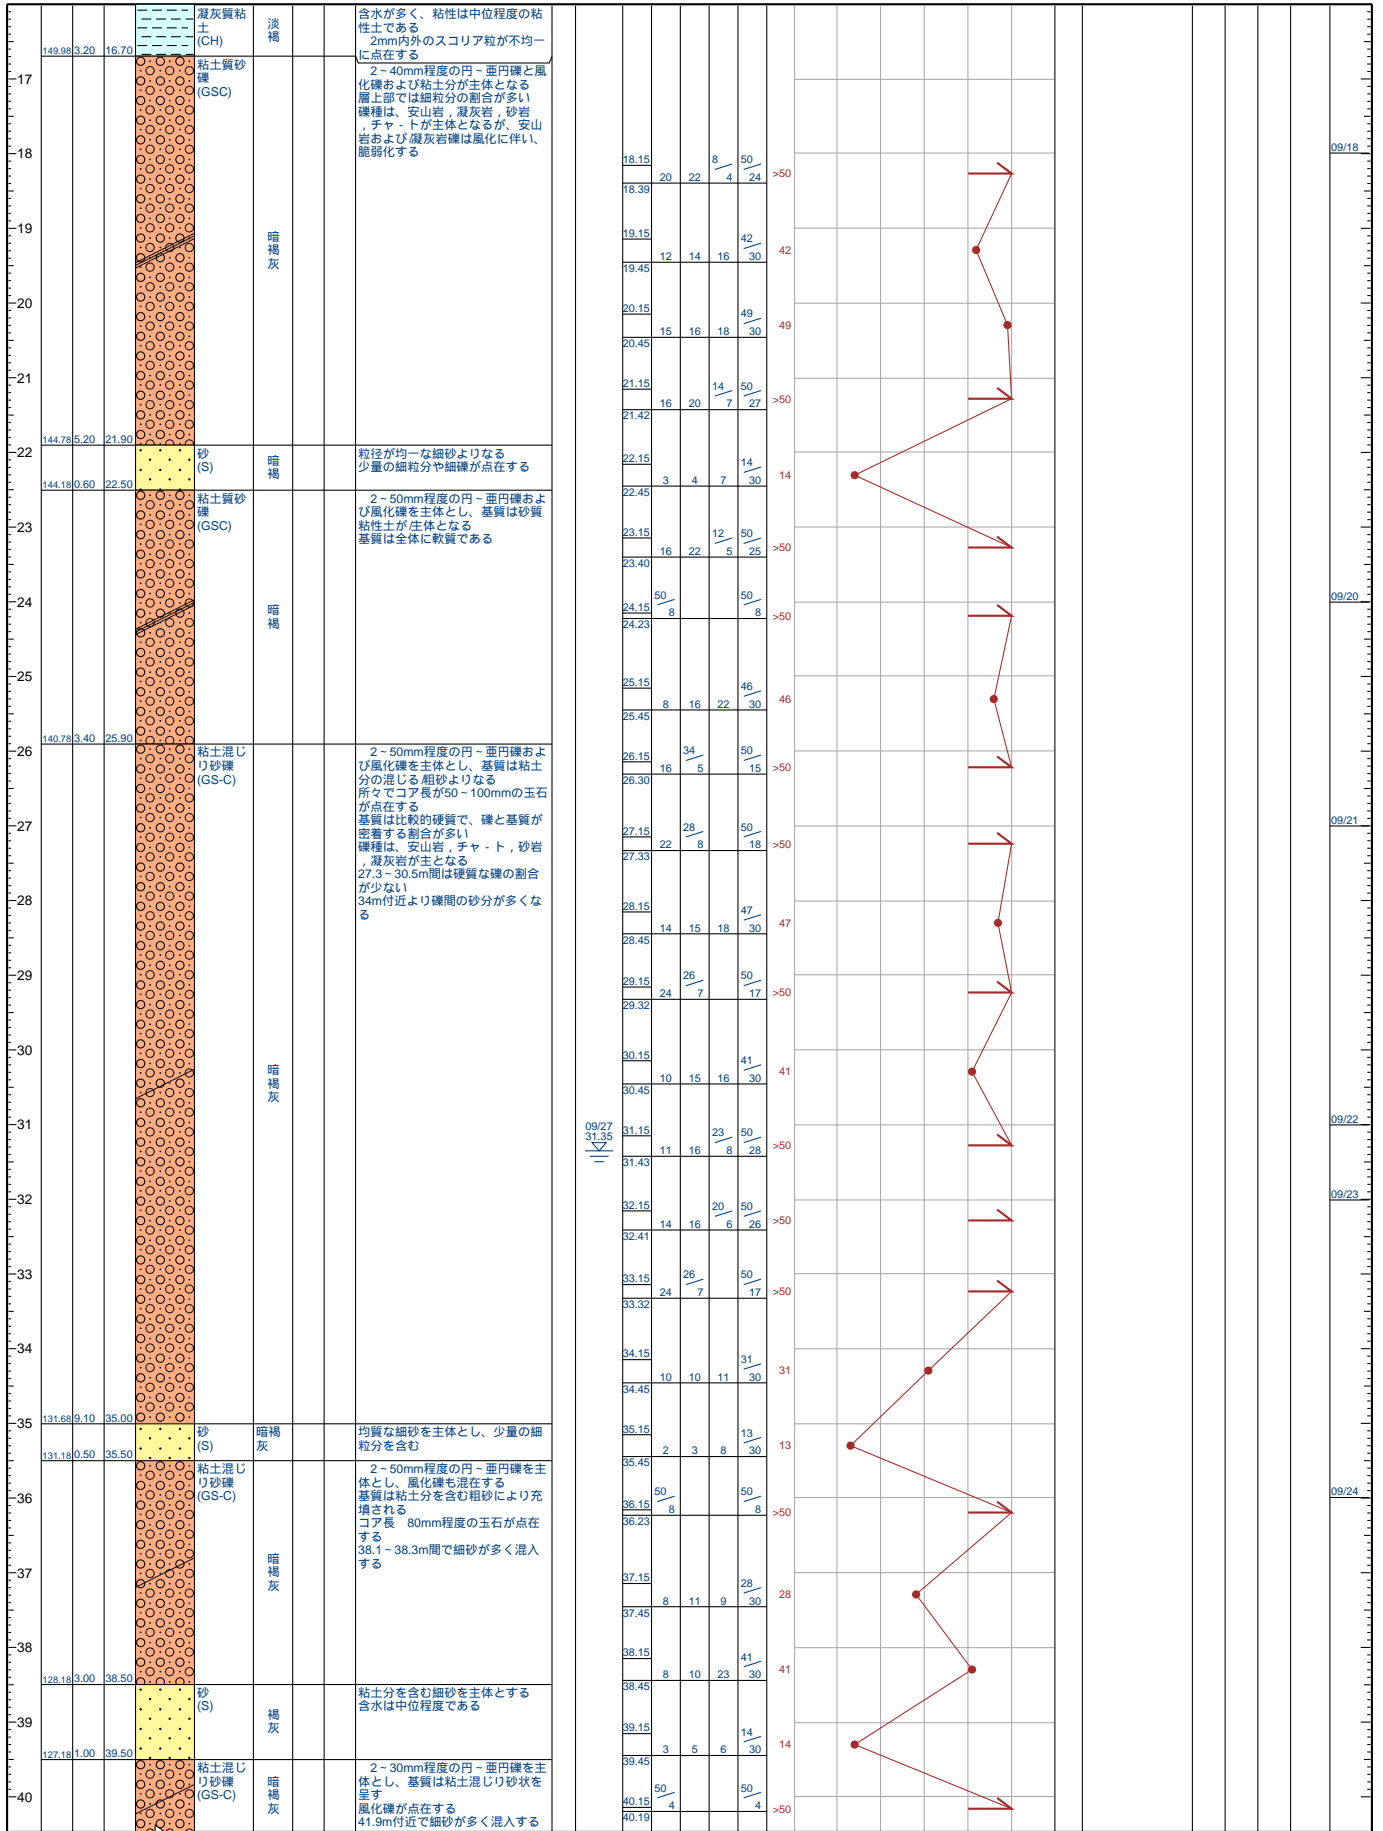 凝灰質粘
土
(CH)
淡
褐
含水が多く、粘性は中位程度の粘
性土である
2mm内外のスコリア粒が不均一
に点在する
149.98 3.20 16.70
粘土質砂
礫
(GSC)
暗
褐
灰
2～40mm程度の円～亜円礫と風
化礫および粘土分が主体となる
層上部では細粒分の割合が多い
礫種は、安山岩，凝灰岩，砂岩
，チャ－トが主体となるが、安山
岩および凝灰岩礫は風化に伴い、
脆弱化する
17
18
09/18
18.15
20 22 8/4 50/24 >50
18.39
19
19.15
12 14 16 42/30 42
19.45
20
20.15
15 16 18 49/30 49
20.45
21
21.15
16 20 14/7 50/27 >50
21.42
144.78 5.20 21.90
22
砂
(S)
暗
褐
粒径が均一な細砂よりなる
少量の細粒分や細礫が点在する
22.15
3 4 7 14/30 14
22.45
144.18 0.60 22.50
粘土質砂
礫
(GSC)
暗
褐
2～50mm程度の円～亜円礫およ
び風化礫を主体とし、基質は砂質
粘性土が主体となる
基質は全体に軟質である
23
23.15
16 22 12/5 50/25 >50
23.40
24
09/20
24.15
50/8 50/8 >50
24.23
25
25.15
8 16 22 46/30 46
25.45
140.78 3.40 25.90
26
粘土混じ
り砂礫
(GS-C)
暗
褐
灰
2～50mm程度の円～亜円礫およ
び風化礫を主体とし、基質は粘土
分の混じる粗砂よりなる
所々でコア長が50～100mmの玉石
が点在する
基質は比較的硬質で、礫と基質が
密着する割合が多い
礫種は、安山岩，チャ－ト，砂岩
，凝灰岩が主となる
27.3～30.5m間は硬質な礫の割合
が少ない
34m付近より礫間の砂分が多くな
る
26.15
16 34/5 50/15 >50
26.30
27
09/21
27.15
22 28/8 50/18 >50
27.33
28
28.15
14 15 18 47/30 47
28.45
29
29.15
24 26/7 50/17 >50
29.32
30
30.15
10 15 16 41/30 41
30.45
31
09/22
09/27
31.35
31.15
11 16 23/8 50/28 >50
31.43
32
09/23
32.15
14 16 20/6 50/26 >50
32.41
33
33.15
24 26/7 50/17 >50
33.32
34
34.15
10 10 11 31/30 31
34.45
131.68 9.10 35.00
35
砂
(S)
暗褐
灰
均質な細砂を主体とし、少量の細
粒分を含む
35.15
2 3 8 13/30 13
35.45
131.18 0.50 35.50
粘土混じ
り砂礫
(GS-C)
暗
褐
灰
2～50mm程度の円～亜円礫を主
体とし、風化礫も混在する
基質は粘土分を含む粗砂により充
填される
コア長　80mm程度の玉石が点在
する
38.1～38.3m間で細砂が多く混入
する
36
09/24
36.15
50/8 50/8 >50
36.23
37
37.15
8 11 9 28/30 28
37.45
38
38.15
8 10 23 41/30 41
38.45
128.18 3.00 38.50
砂
(S)
褐
灰
粘土分を含む細砂を主体とする
含水は中位程度である
39
39.15
3 5 6 14/30 14
39.45
127.18 1.00 39.50
粘土混じ
り砂礫
(GS-C)
暗
褐
灰
2～30mm程度の円～亜円礫を主
体とし、基質は粘土混じり砂状を
呈す
風化礫が点在する
41.9m付近で細砂が多く混入する
40
40.15
50/4 50/4 >50
40.19